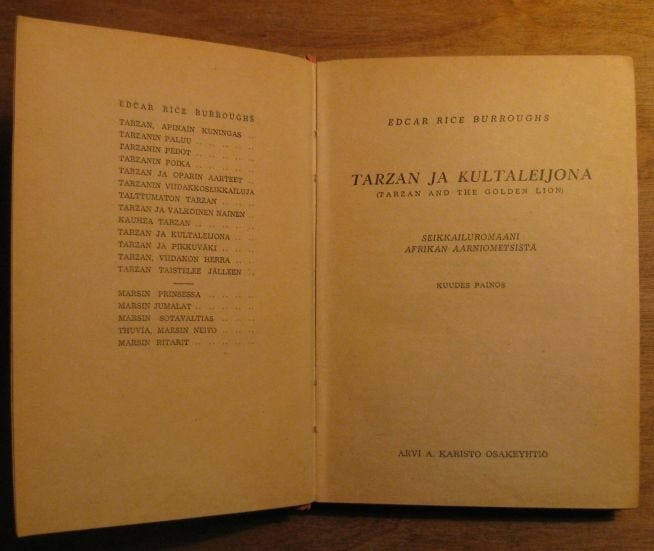 EDGAR RICE BURROUGHS
TARZAN, APINAIN KUNINGAS ..
TARZANIN PALUU .. .. .. ..
TARZANIN PEDOT .. .. .. ..
TARZANIN POIKA .. .. .. ..
TARZAN JA OPARIN AARTEET ..
TARZANIN VIIDAKKOSEIKKAILUJA
TALTTUMATON TARZAN .. .. ..
TARZAN JA VALKOINEN NAINEN ..
KAUHEA TARZAN .. .. .. ..
TARZAN JA KULTALEIJONA .. ..
TARZAN JA PIKKUVÄKI .. .. ..
TARZAN, VIIDAKON HERRA .. ..
TARZAN TAISTELEE JÄLLEEN ..
MARSIN PRINSESSA .. .. .. ..
MARSIN JUMALAT .. .. .. ..
MARSIN SOTAVALTIAS .. .. ..
THUVIA, MARSIN NEITO .. .. ..
MARSIN RITARIT .. .. .. ..
EDGAR RICE BURROUGHS
TARZAN JA KULTALEIJONA
(TARZAN AND THE GOLDEN LION)
SEIKKAILUROMAANI
AFRIKAN AARNIOMETSISTÄ
KUUDES PAINOS
ARVI A. KARISTO OSAKEYHTIÖ